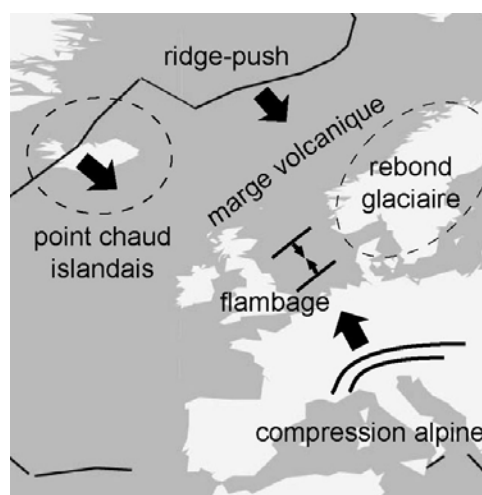 ridge-push
marge volcanique
rebond
glaciaire
point chaud
islandais
flambage
compression alpine